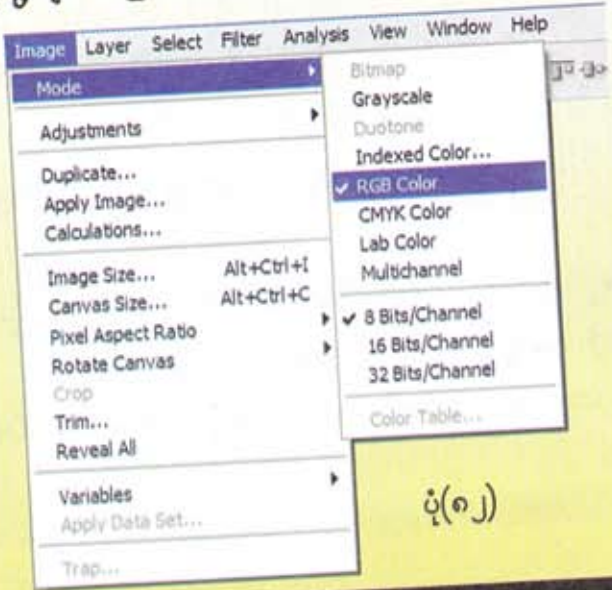 Image Layer Select Filter Analysis View Window Help
Mode
Adjustments
Duplicate...
Apply Image...
Calculations...
Image Size... Alt+Ctrl+I
Canvas Size... Alt+Ctrl+C
Pixel Aspect Ratio
Rotate Canvas
Crop
Trim...
Reveal All
Variables
Apply Data Set...
Trap...
Bitmap
Grayscale
Duotone
Indexed Color...
RGB Color
CMYK Color
Lab Color
Multichannel
8 Bits/Channel
16 Bits/Channel
32 Bits/Channel
Color Table...
ပုံ(၈၂)